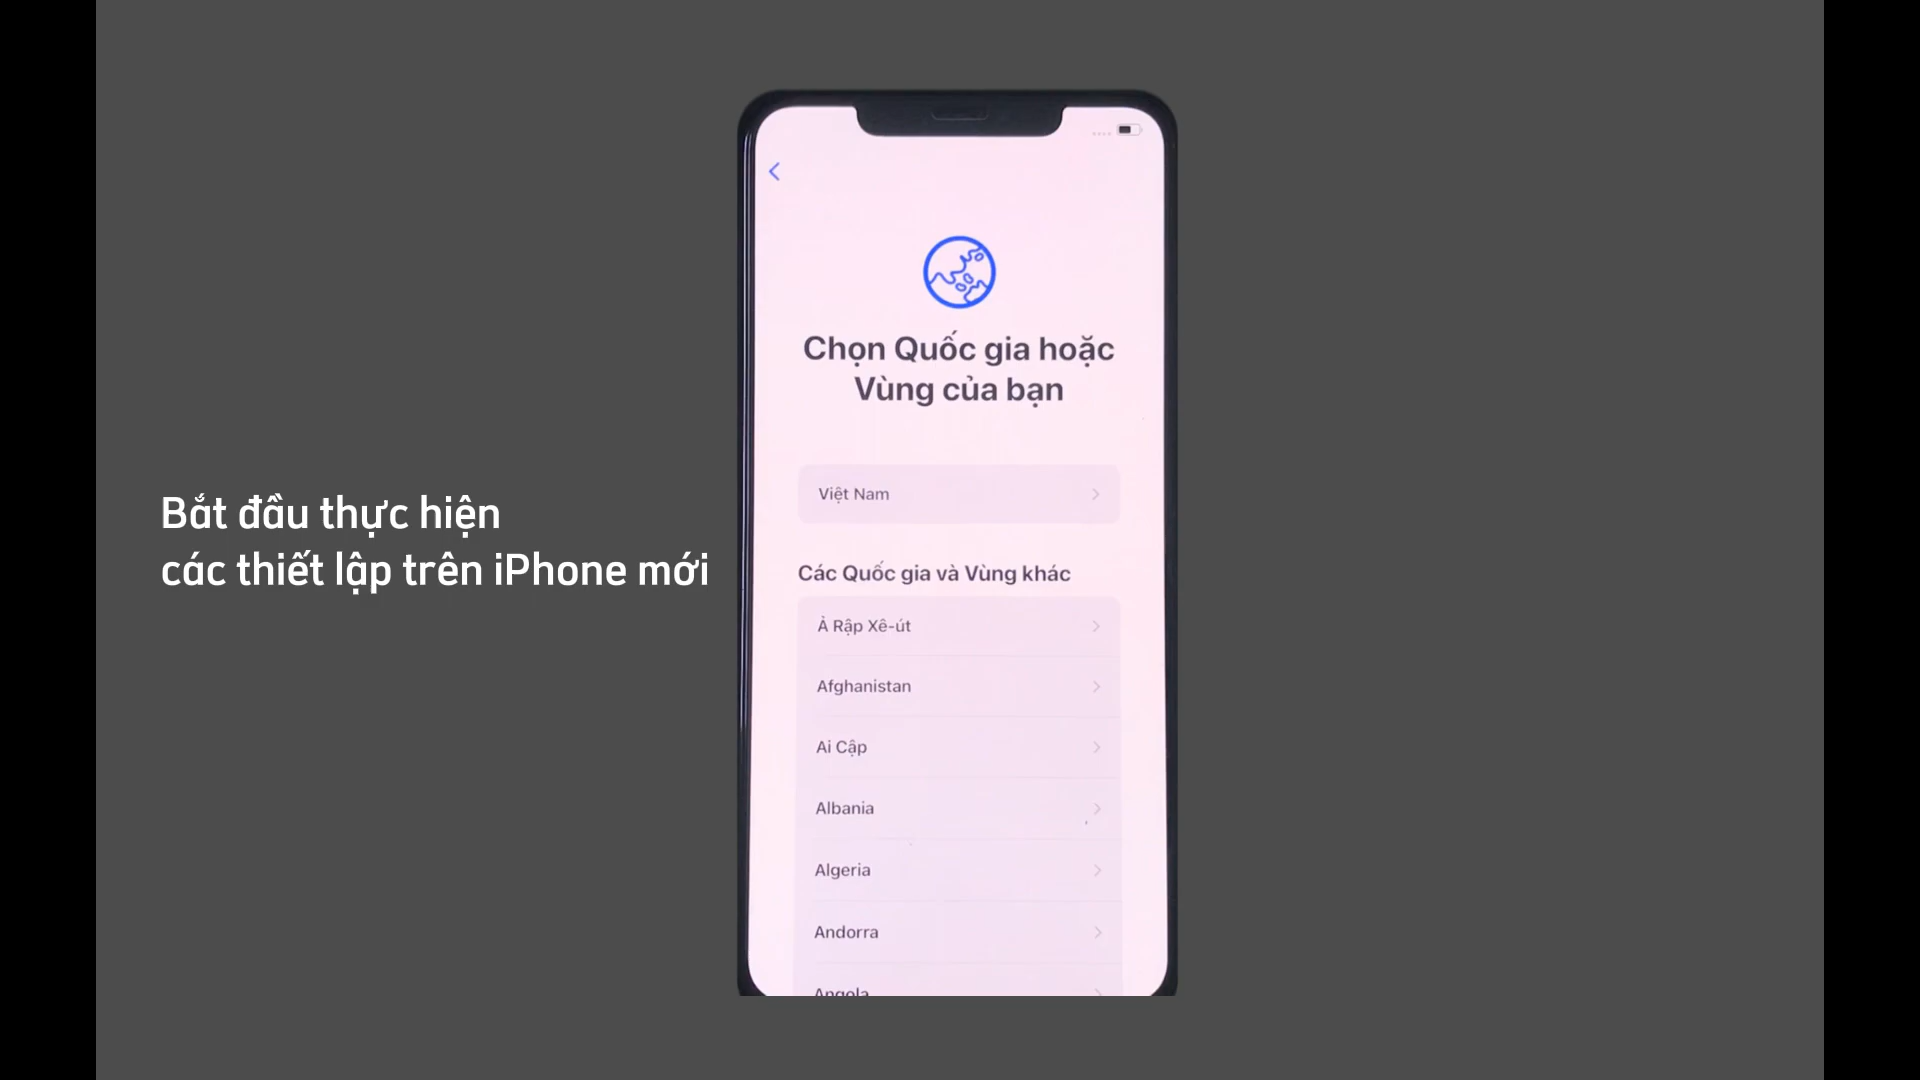 Chọn Quốc gia hoặc
Vùng của bạn
Việt Nam
Bắt đầu thực hiện
các thiết lập trên iPhone mới
Các Quốc gia và Vùng khác
Ả Rập Xê-út
Afghanistan
Ai Cập
Albania
Algeria
Andorra
Angola